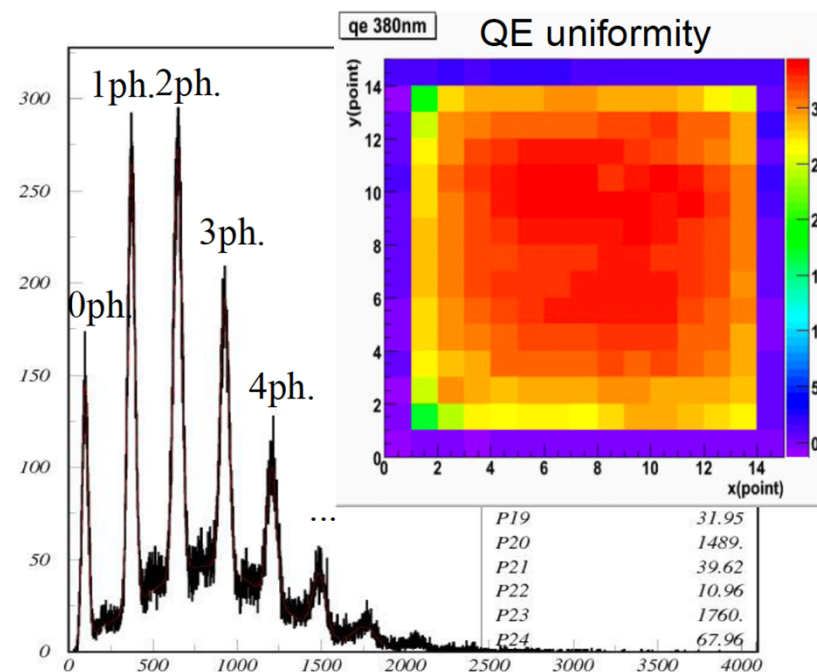 qe 380nm
QE uniformity
1ph.
2ph.
3ph.
0ph.
4ph.
...
300
250
200
150
100
50
0
0
500
1000
1500
2000
2500
3000
3500
4000
y(point)
14
12
10
8
6
4
2
0
0
2
4
6
8
10
12
14
x(point)
P19 31.95
P20 1489.
P21 39.62
P22 10.96
P23 1760.
P24 67.96